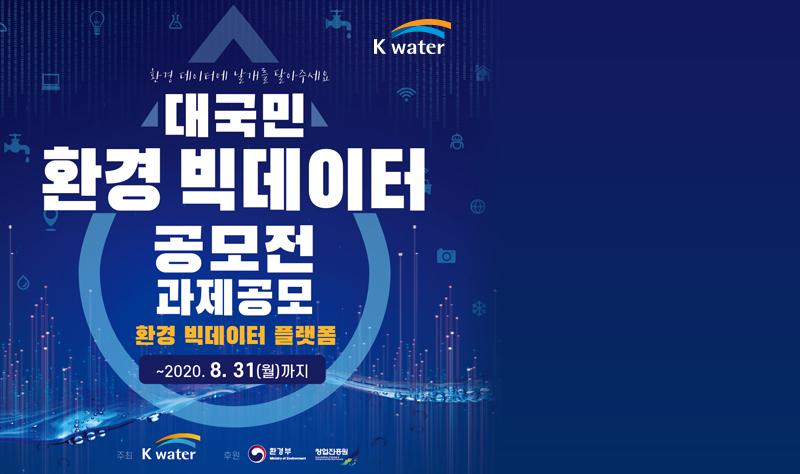 K water
환경 데이터에 날개를 달아주세요
대국민
환경 빅데이터
공모전
과제공모
환경 빅데이터 플랫폼
~2020. 8. 31(월)까지
주최 K water 후원 환경부 창업진흥원
Ministry of Environment